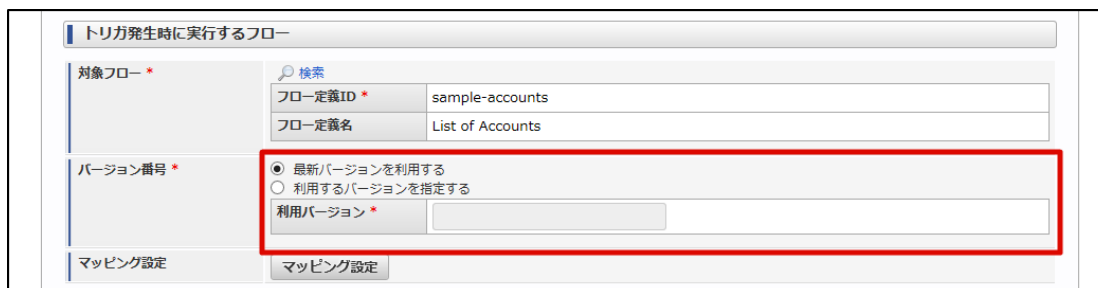 トリガ発生時に実行するフロー
対象フロー *
検索
フロー定義ID * sample-accounts
フロー定義名 List of Accounts
バージョン番号 *
最新バージョンを利用する
利用するバージョンを指定する
利用バージョン *
マッピング設定 マッピング設定